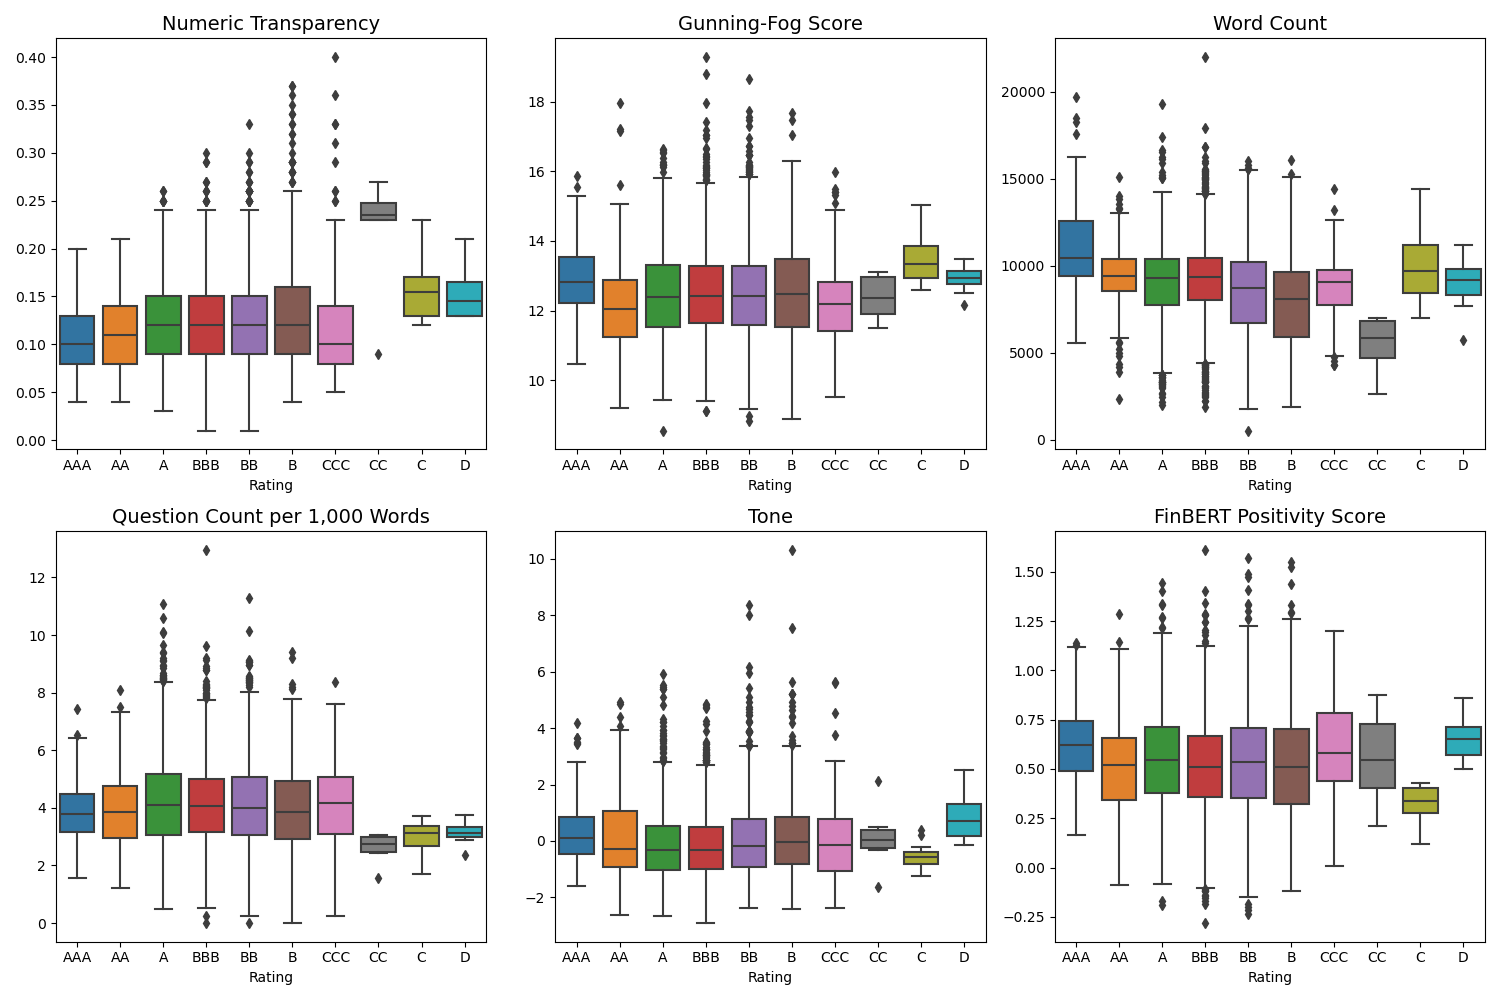 Numeric Transparency
0.40
0.35
0.30
0.25
0.20
0.15
0.10
0.05
0.00
AAA AA A BBB BB B CCC CC C D
Rating
Gunning-Fog Score
18
16
14
12
10
AAA AA A BBB BB B CCC CC C D
Rating
Word Count
20000
15000
10000
5000
0
AAA AA A BBB BB B CCC CC C D
Rating
Question Count per 1,000 Words
12
10
8
6
4
2
0
AAA AA A BBB BB B CCC CC C D
Rating
Tone
10
8
6
4
2
0
−2
AAA AA A BBB BB B CCC CC C D
Rating
FinBERT Positivity Score
1.50
1.25
1.00
0.75
0.50
0.25
0.00
−0.25
AAA AA A BBB BB B CCC CC C D
Rating